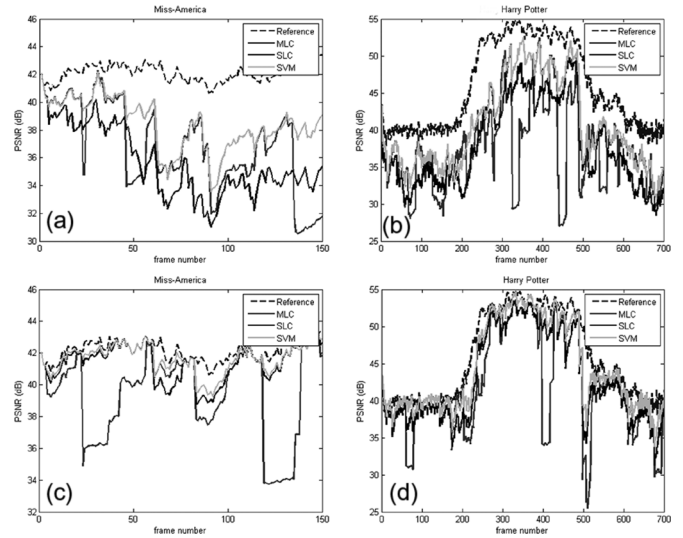 Miss-America
46
44
42
40
38
36
34
32
30
PSNR (dB)
Reference
MLC
SLC
SVM
(a)
0
50
100
150
frame number
Harry Potter
55
50
45
40
35
30
25
PSNR (dB)
Reference
MLC
SLC
SVM
(b)
0
100
200
300
400
500
600
700
frame number
Miss-America
46
44
42
40
38
36
34
32
PSNR (dB)
Reference
MLC
SLC
SVM
(c)
0
50
100
150
frame number
Harry Potter
55
50
45
40
35
30
25
PSNR (dB)
Reference
MLC
SLC
SVM
(d)
0
100
200
300
400
500
600
700
frame number